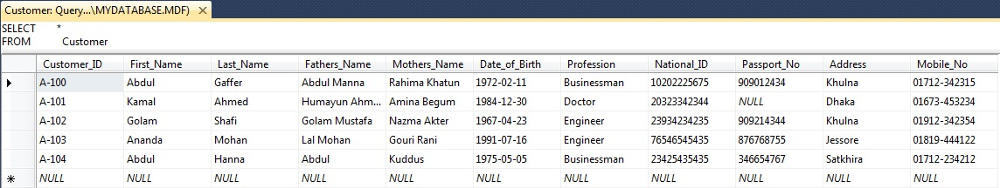 Customer: Query...\MYDATABASE.MDF) ×
SELECT *
FROM Customer
Customer_ID First_Name Last_Name Fathers_Name Mothers_Name Date_of_Birth Profession National_ID Passport_No Address Mobile_No
A-100 Abdul Gaffer Abdul Manna Rahima Khatun 1972-02-11 Businessman 10202225675 909012434 Khulna 01712-342315
A-101 Kamal Ahmed Humayun Ahm... Amina Begum 1984-12-30 Doctor 20323342344 NULL Dhaka 01673-453234
A-102 Golam Shafi Golam Mustafa Nazma Akter 1967-04-23 Engineer 23934234235 909214344 Khulna 01912-342354
A-103 Ananda Mohan Lal Mohan Gouri Rani 1991-07-16 Engineer 76546545435 876768755 Jessore 01819-444122
A-104 Abdul Hanna Abdul Kuddus 1975-05-05 Businessman 23425435435 346654767 Satkhira 01712-234212
NULL NULL NULL NULL NULL NULL NULL NULL NULL NULL NULL